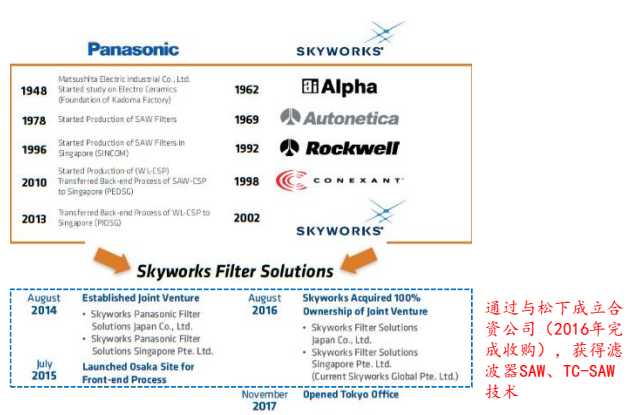 Panasonic
SKYWORKS
1948
Matsushita Electric Industrial Co., Ltd.
Started study on Electro Ceramics
(Foundation of Kadoma Factory)
1978
Started Production of SAW Filters
1996
Started Production of SAW Filters in
Singapore (SINCOM)
2010
Started Production of (WL-CSP)
Transferred Back-end Process of SAW-CSP
to Singapore (PEDSG)
2013
Transferred Back-end Process of WL-CSP to
Singapore (PIDSG)
1962
Alpha
1969
Autonetica
1992
Rockwell
1998
CONEXANT
2002
SKYWORKS
Skyworks Filter Solutions
August
2014
Established Joint Venture
• Skyworks Panasonic Filter
Solutions Japan Co., Ltd.
• Skyworks Panasonic Filter
Solutions Singapore Pte. Ltd.
July
2015
Launched Osaka Site for
Front-end Process
August
2016
Skyworks Acquired 100%
Ownership of Joint Venture
• Skyworks Filter Solutions
Japan Co., Ltd.
• Skyworks Filter Solutions
Singapore Pte. Ltd.
(Current Skyworks Global Pte. Ltd.)
November
2017
Opened Tokyo Office
通过与松下成立合
资公司（2016年完
成收购），获得滤
波器SAW、TC-SAW
技术